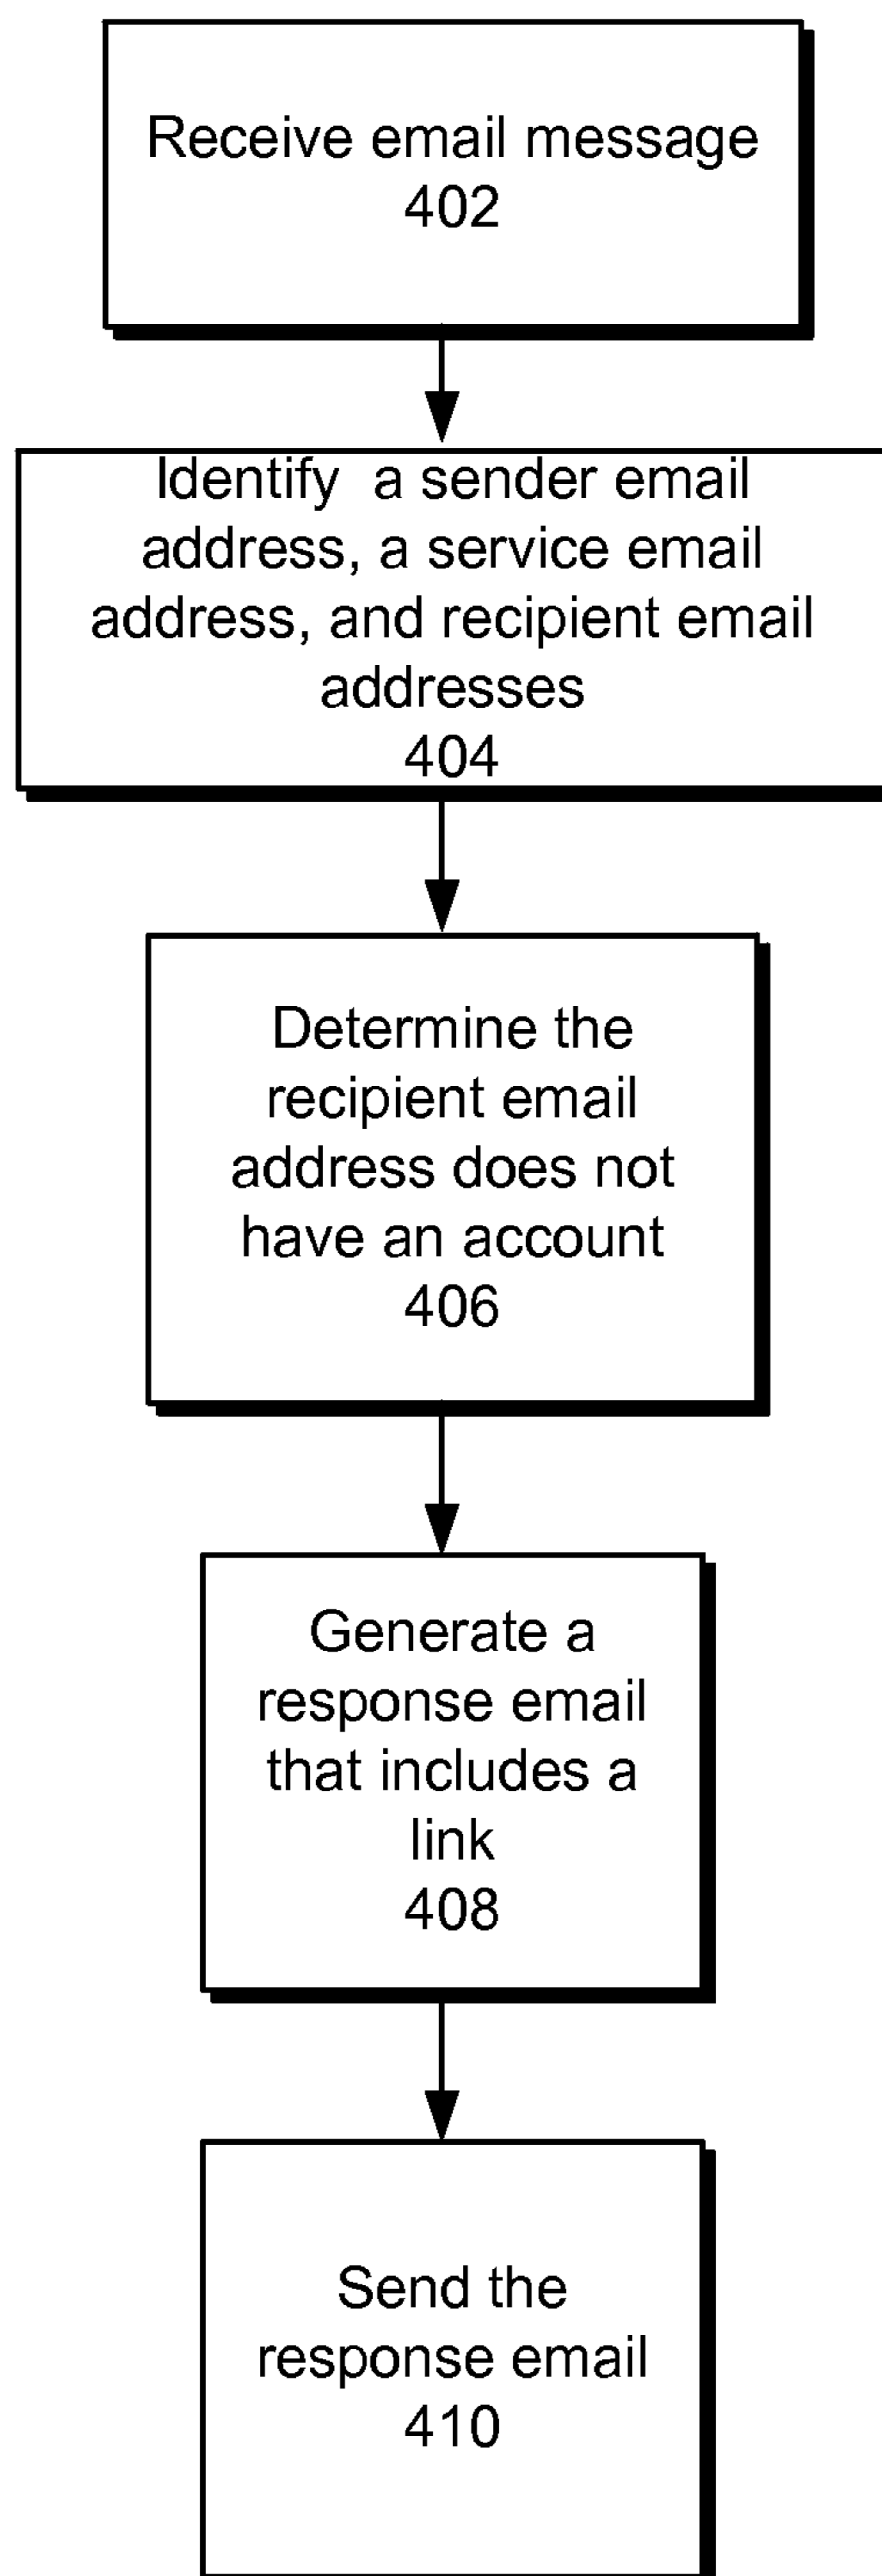 Receive email message
402
Identify  a sender email
address, a service email
address, and recipient email
addresses
404
Determine the
recipient email
address does not
have an account
406
Generate a
response email
that includes a
link
408
Send the
response email
410